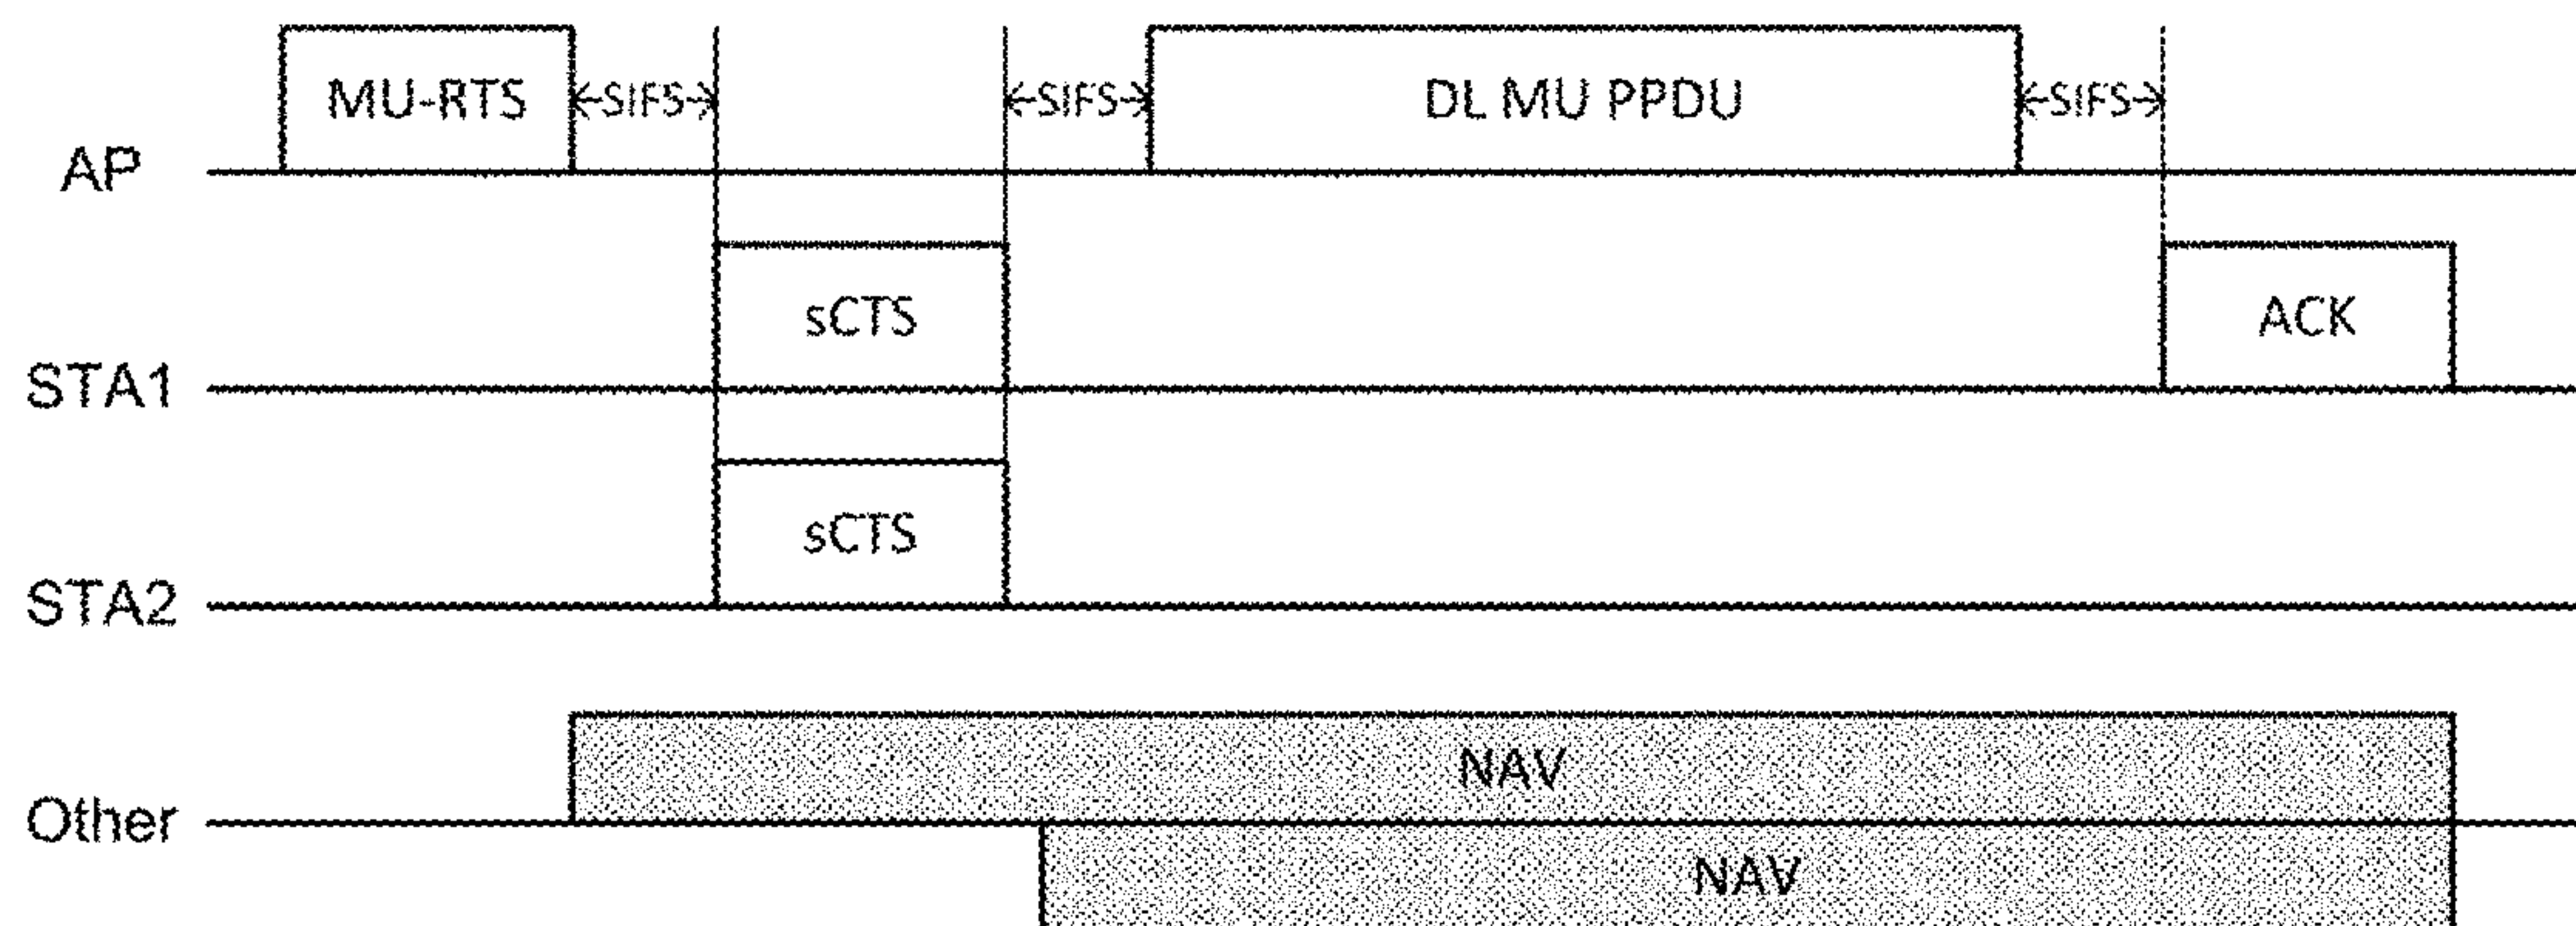 MU-RTS SIFS SIFS DL MU PPDU SIFS
AP
sCTS ACK
STA1
sCTS
STA2
NAV
Other
NAV